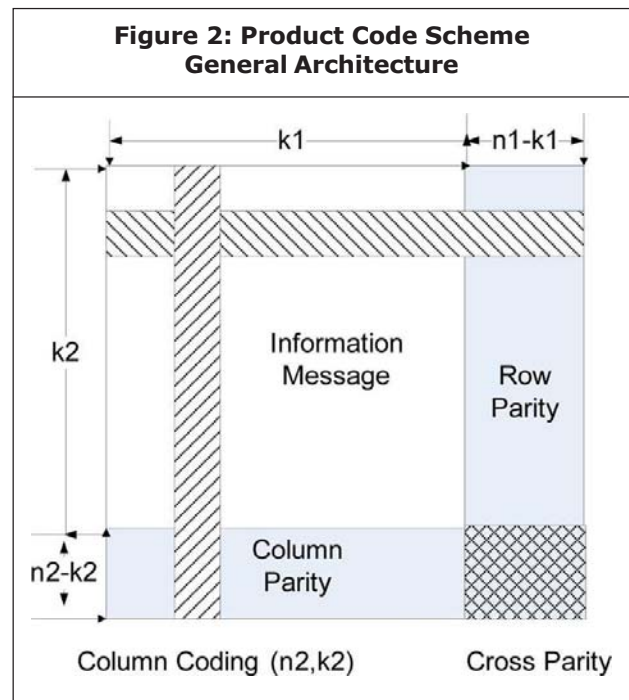 Figure 2: Product Code Scheme
General Architecture
k1
n1-k1
k2
Information
Message
Row
Parity
n2-k2
Column
Parity
Column Coding (n2,k2)
Cross Parity